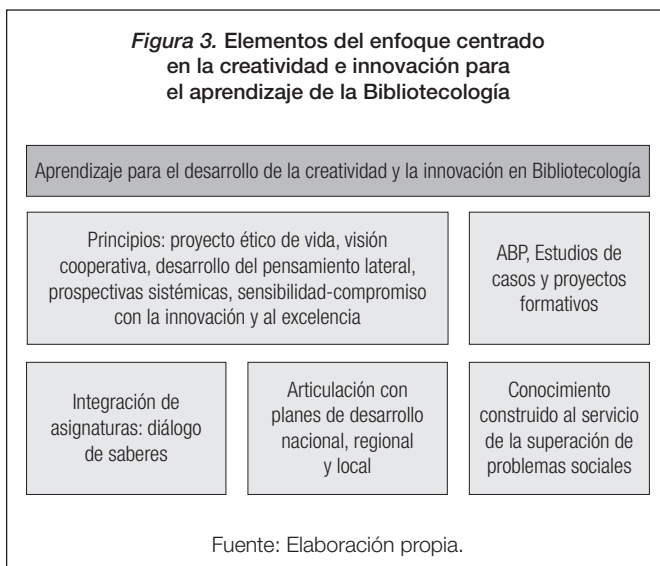 Figura 3. Elementos del enfoque centrado
en la creatividad e innovación para
el aprendizaje de la Bibliotecología
Aprendizaje para el desarrollo de la creatividad y la innovación en Bibliotecología
Principios: proyecto ético de vida, visión
cooperativa, desarrollo del pensamiento lateral,
prospectivas sistémicas, sensibilidad-compromiso
con la innovación y al excelencia
ABP, Estudios de
casos y proyectos
formativos
Integración de
asignaturas: diálogo
de saberes
Articulación con
planes de desarrollo
nacional, regional
y local
Conocimiento
construido al servicio
de la superación de
problemas sociales
Fuente: Elaboración propia.